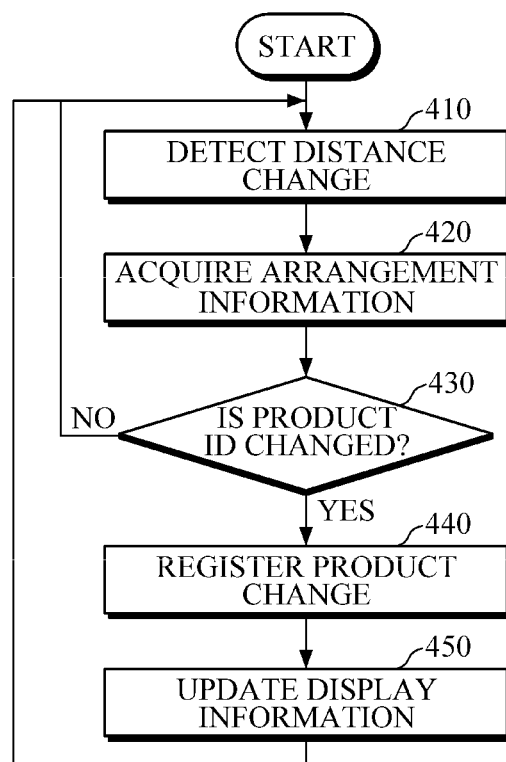 START
410
DETECT DISTANCE
CHANGE
420
ACQUIRE ARRANGEMENT
INFORMATION
430
NO
IS PRODUCT
ID CHANGED?
YES
440
REGISTER PRODUCT
CHANGE
450
UPDATE DISPLAY
INFORMATION